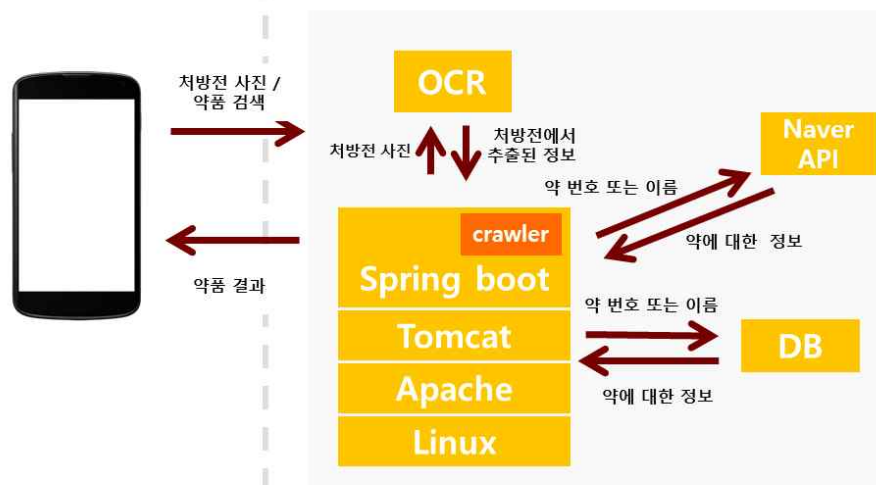 처방전 사진 /
약품 검색
OCR
처방전 사진
처방전에서
추출된 정보
Naver
API
약 번호 또는 이름
약에 대한 정보
crawler
Spring boot
약품 결과
약 번호 또는 이름
Tomcat
DB
Apache
약에 대한 정보
Linux